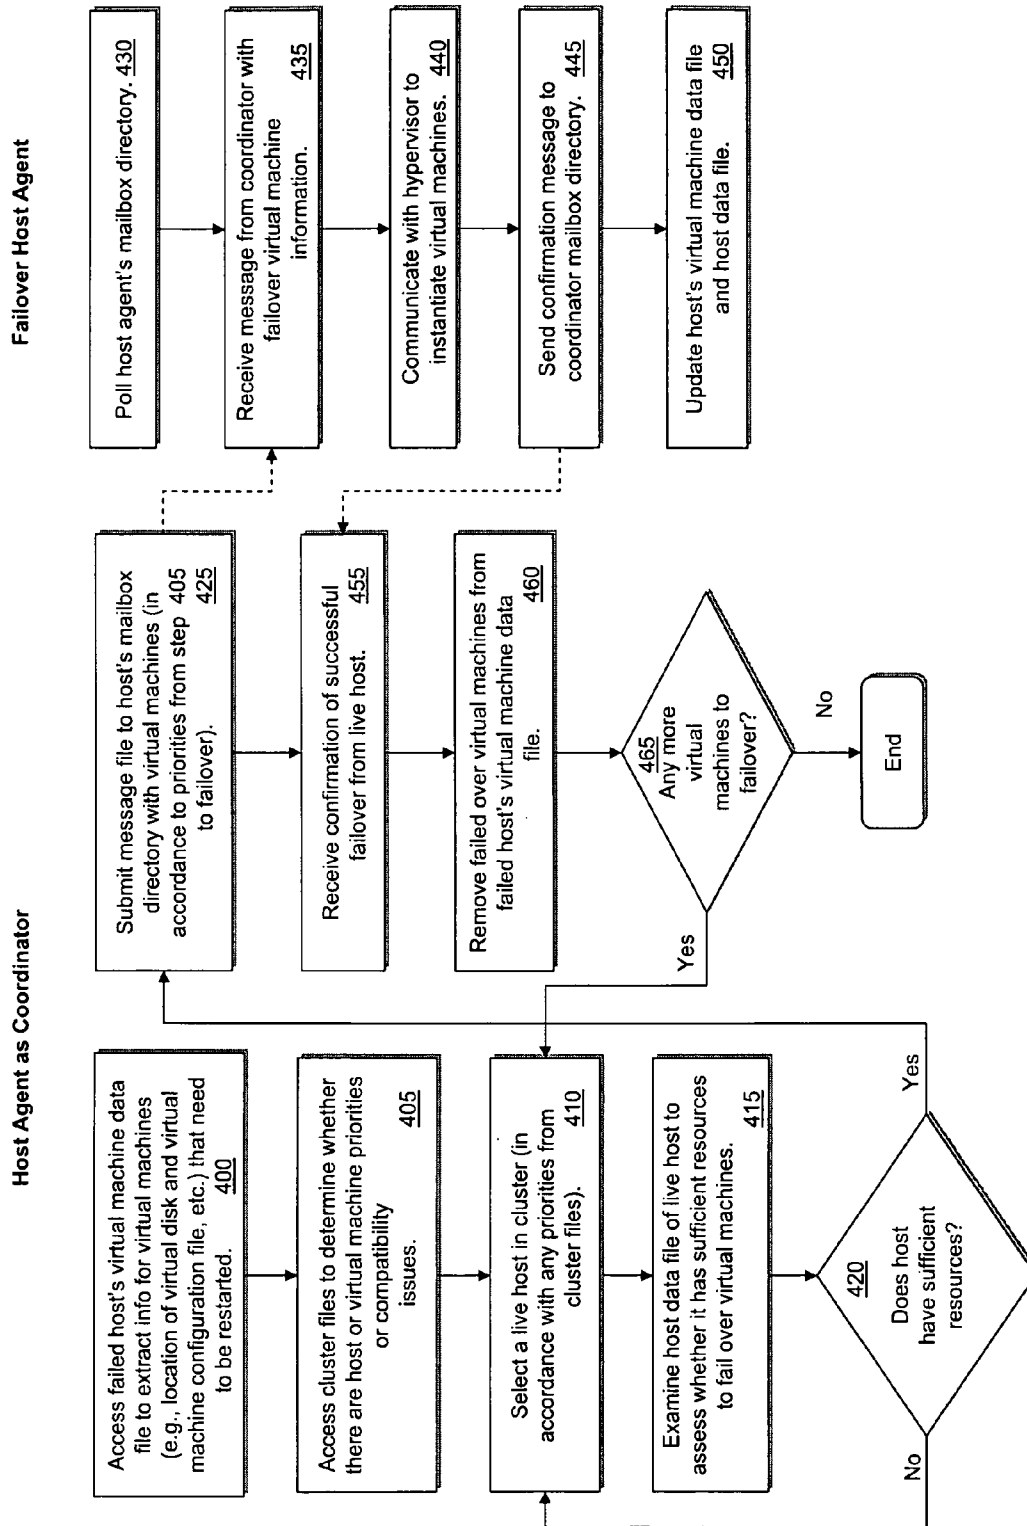 Host Agent as Coordinator
Failover Host Agent
Access failed host's virtual machine data
file to extract info for virtual machines
(e.g., location of virtual disk and virtual
machine configuration file, etc.) that need
to be restarted. 400
Access cluster files to determine whether
there are host or virtual machine priorities
or compatibility 405
issues.
Select a live host in cluster (in
accordance with any priorities from
cluster files). 410
Examine host data file of live host to
assess whether it has sufficient resources
to fail over virtual machines. 415
420
Does host
have sufficient
resources?
No
Yes
Submit message file to host's mailbox
directory with virtual machines (in
accordance to priorities from step 405
to failover). 425
Receive confirmation of successful
failover from live host. 455
Remove failed over virtual machines from
failed host's virtual machine data
file. 460
465
Any more
virtual
machines to
failover?
Yes
No
End
Poll host agent's mailbox directory. 430
Receive message from coordinator with
failover virtual machine
information. 435
Communicate with hypervisor to
instantiate virtual machines. 440
Send confirmation message to
coordinator mailbox directory. 445
Update host's virtual machine data file
and host data file. 450